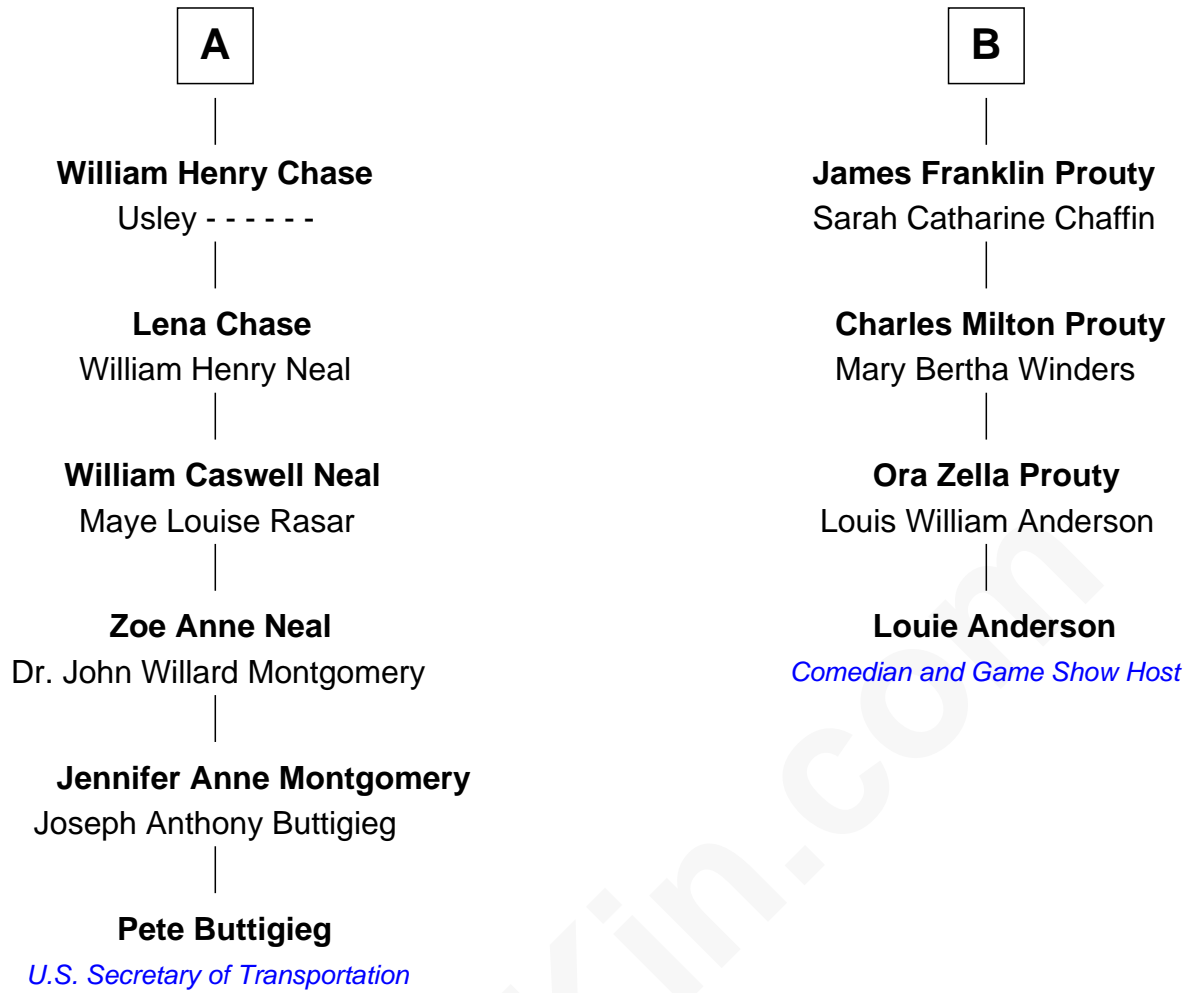 A
William Henry Chase
Usley - - - - - -
Lena Chase
William Henry Neal
William Caswell Neal
Maye Louise Rasar
Zoe Anne Neal
Dr. John Willard Montgomery
Jennifer Anne Montgomery
Joseph Anthony Buttigieg
Pete Buttigieg
U.S. Secretary of Transportation
B
James Franklin Prouty
Sarah Catharine Chaffin
Charles Milton Prouty
Mary Bertha Winders
Ora Zella Prouty
Louis William Anderson
Louie Anderson
Comedian and Game Show Host